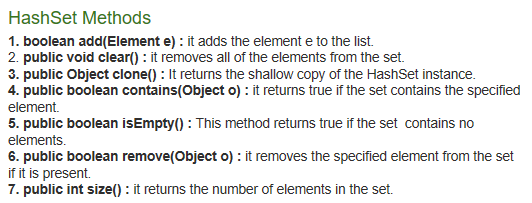 HashSet Methods
1. boolean add(Element e) : it adds the element e to the list.
2. public void clear() : it removes all of the elements from the set.
3. public Object clone() : It returns the shallow copy of the HashSet instance.
4. public boolean contains(Object o) : it returns true if the set contains the specified
element.
5. public boolean isEmpty() : This method returns true if the set  contains no
elements.
6. public boolean remove(Object o) : it removes the specified element from the set
if it is present.
7. public int size() : it returns the number of elements in the set.